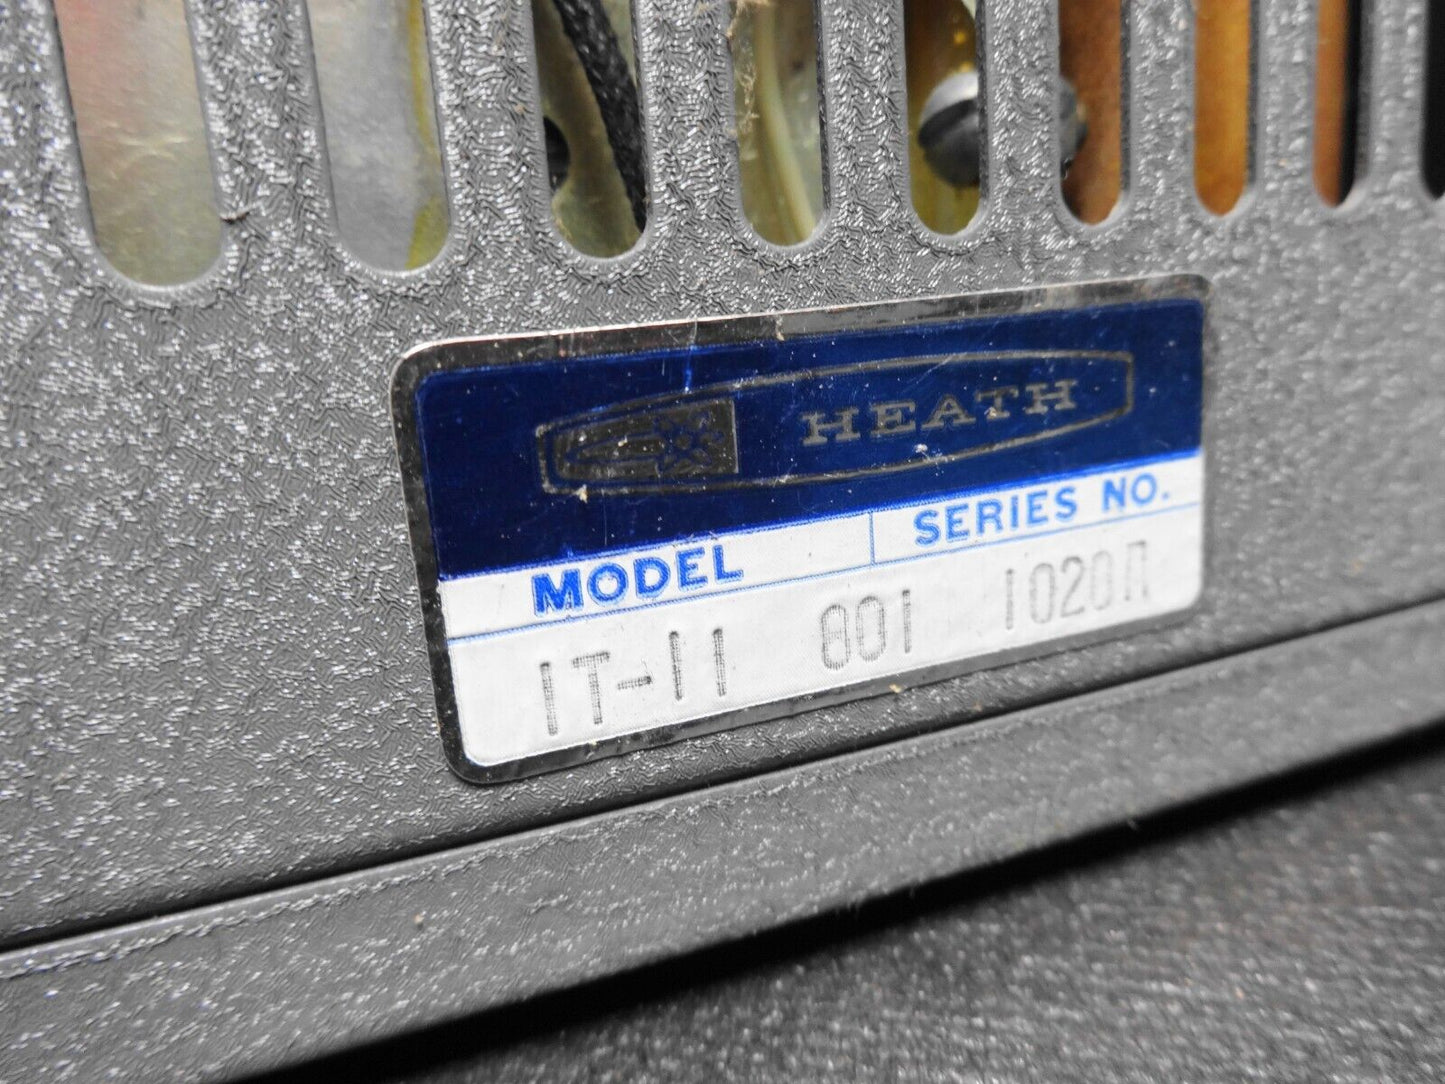 HEATH
MODEL SERIES NO.
IT-11 801 1020